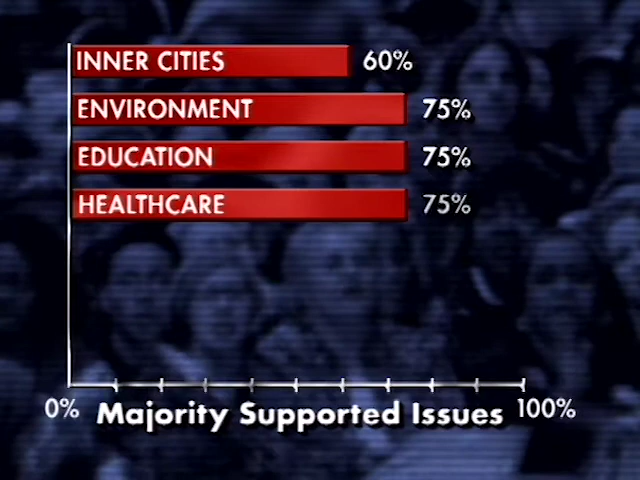 INNER CITIES 60%
ENVIRONMENT 75%
EDUCATION 75%
HEALTHCARE 75%
0% Majority Supported Issues 100%